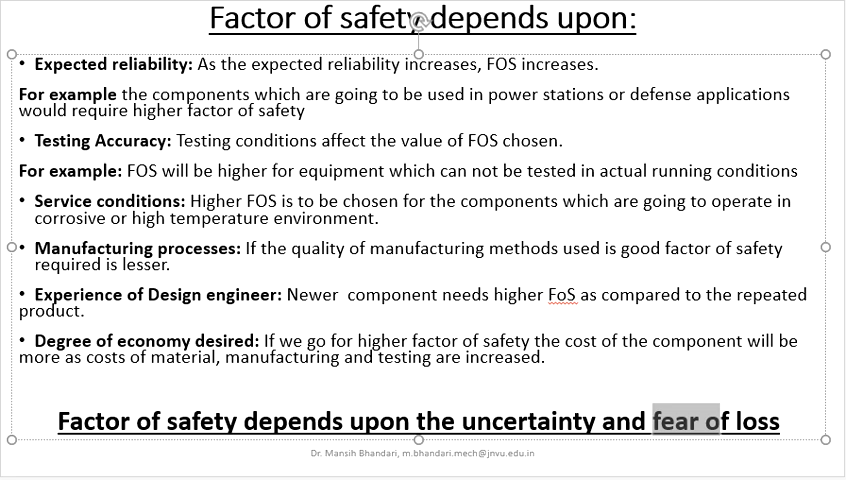 Factor of safety depends upon:
• Expected reliability: As the expected reliability increases, FOS increases.
For example the components which are going to be used in power stations or defense applications
would require higher factor of safety
• Testing Accuracy: Testing conditions affect the value of FOS chosen.
For example: FOS will be higher for equipment which can not be tested in actual running conditions
• Service conditions: Higher FOS is to be chosen for the components which are going to operate in
corrosive or high temperature environment.
• Manufacturing processes: If the quality of manufacturing methods used is good factor of safety
required is lesser.
• Experience of Design engineer: Newer component needs higher FoS as compared to the repeated
product.
• Degree of economy desired: If we go for higher factor of safety the cost of the component will be
more as costs of material, manufacturing and testing are increased.
Factor of safety depends upon the uncertainty and fear of loss
Dr. Mansih Bhandari, m.bhandari.mech@jnvu.edu.in